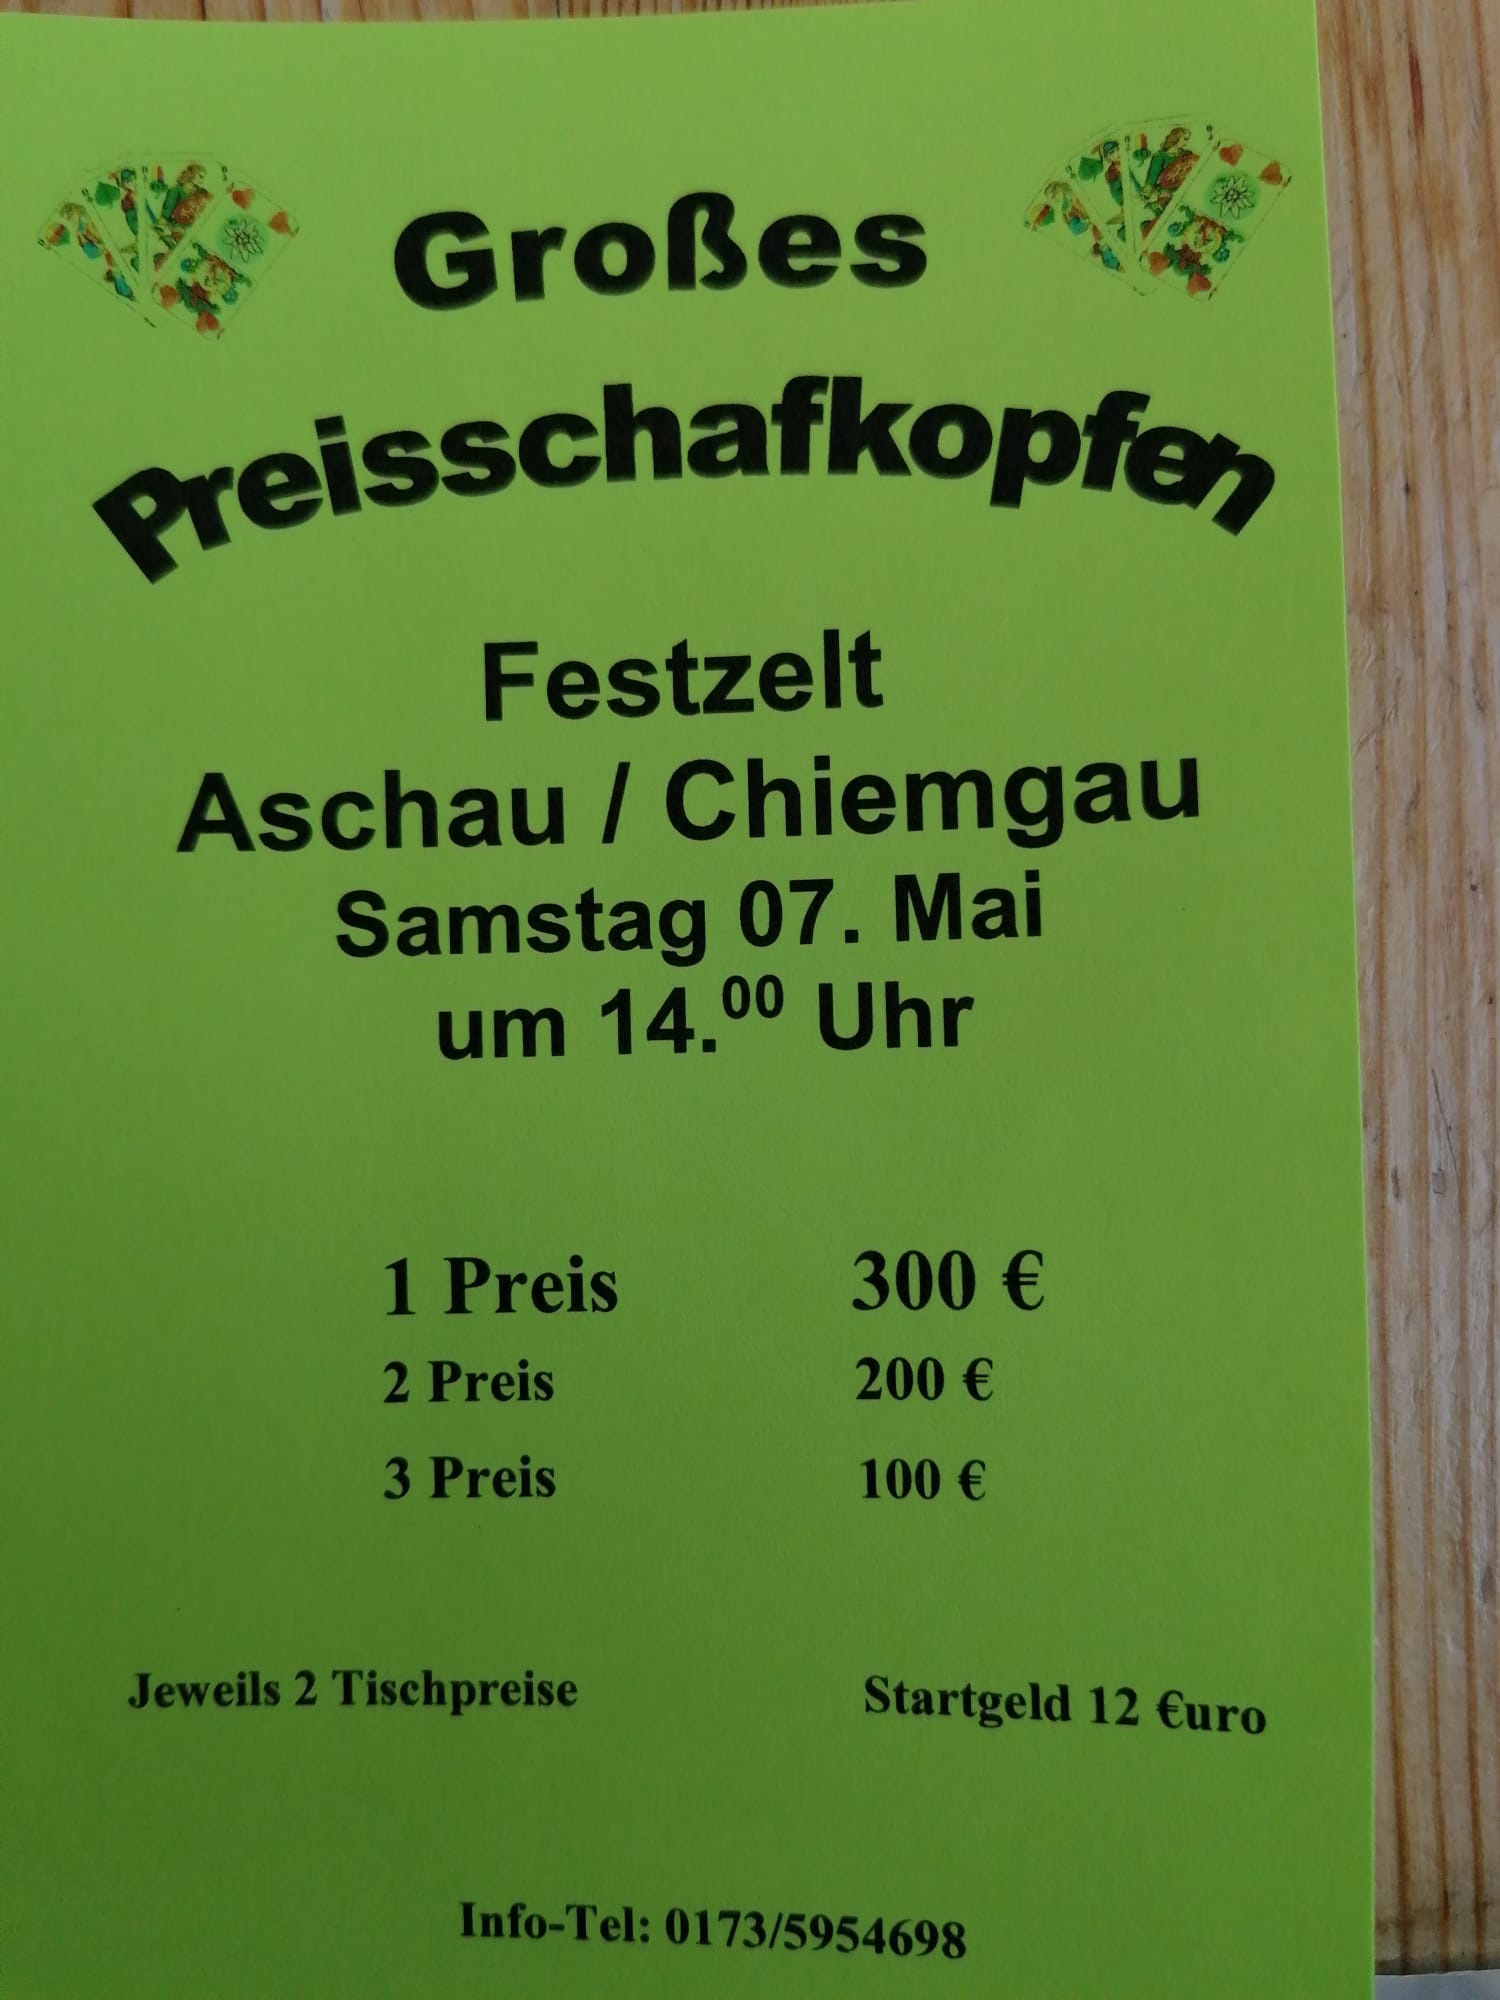 Großes
Preisschafkopfen
Festzelt
Aschau / Chiemgau
Samstag 07. Mai
um 14.⁰⁰ Uhr
1 Preis 300 €
2 Preis 200 €
3 Preis 100 €
Jeweils 2 Tischpreise Startgeld 12 €uro
Info-Tel: 0173/5954698